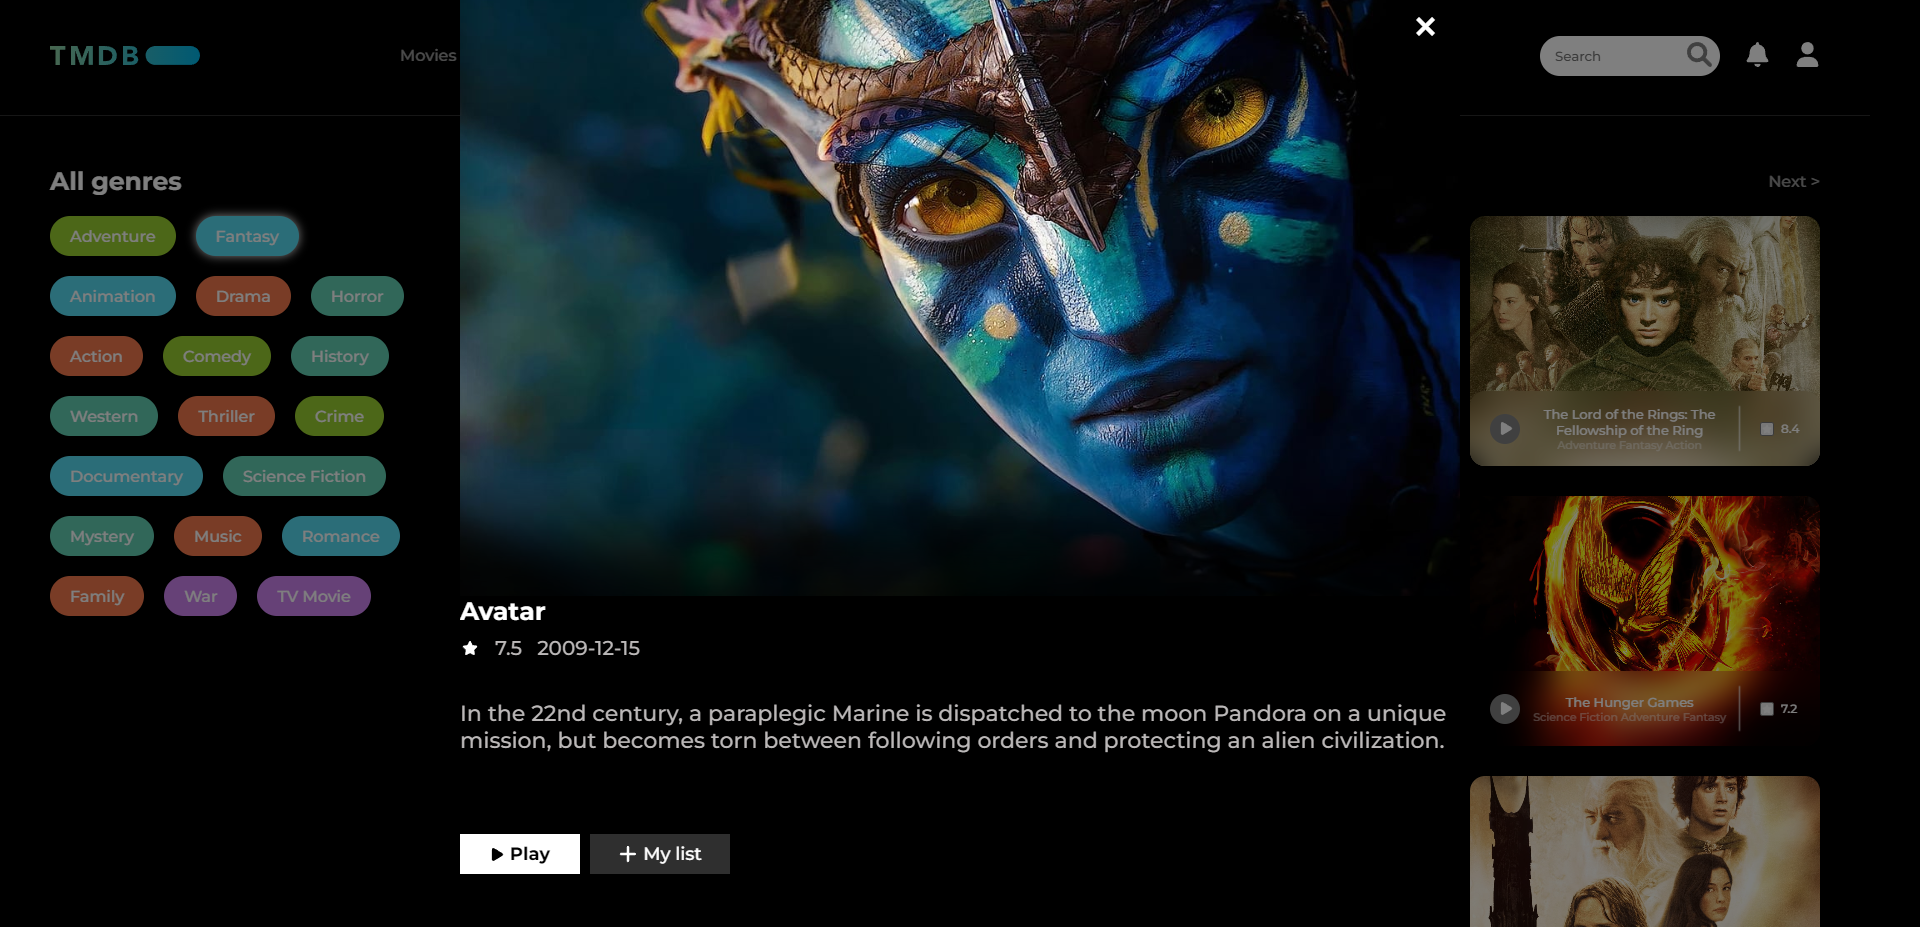 TMDB
Movies
Search
All genres
Next >
Adventure
Fantasy
Animation
Drama
Horror
Action
Comedy
History
Western
Thriller
Crime
Documentary
Science Fiction
Mystery
Music
Romance
Family
War
TV Movie
Avatar
7.5 2009-12-15
In the 22nd century, a paraplegic Marine is dispatched to the moon Pandora on a unique
mission, but becomes torn between following orders and protecting an alien civilization.
Play
My list
The Lord of the Rings: The
Fellowship of the Ring
Adventure Fantasy Action
8.4
The Hunger Games
Science Fiction Adventure Fantasy
7.2